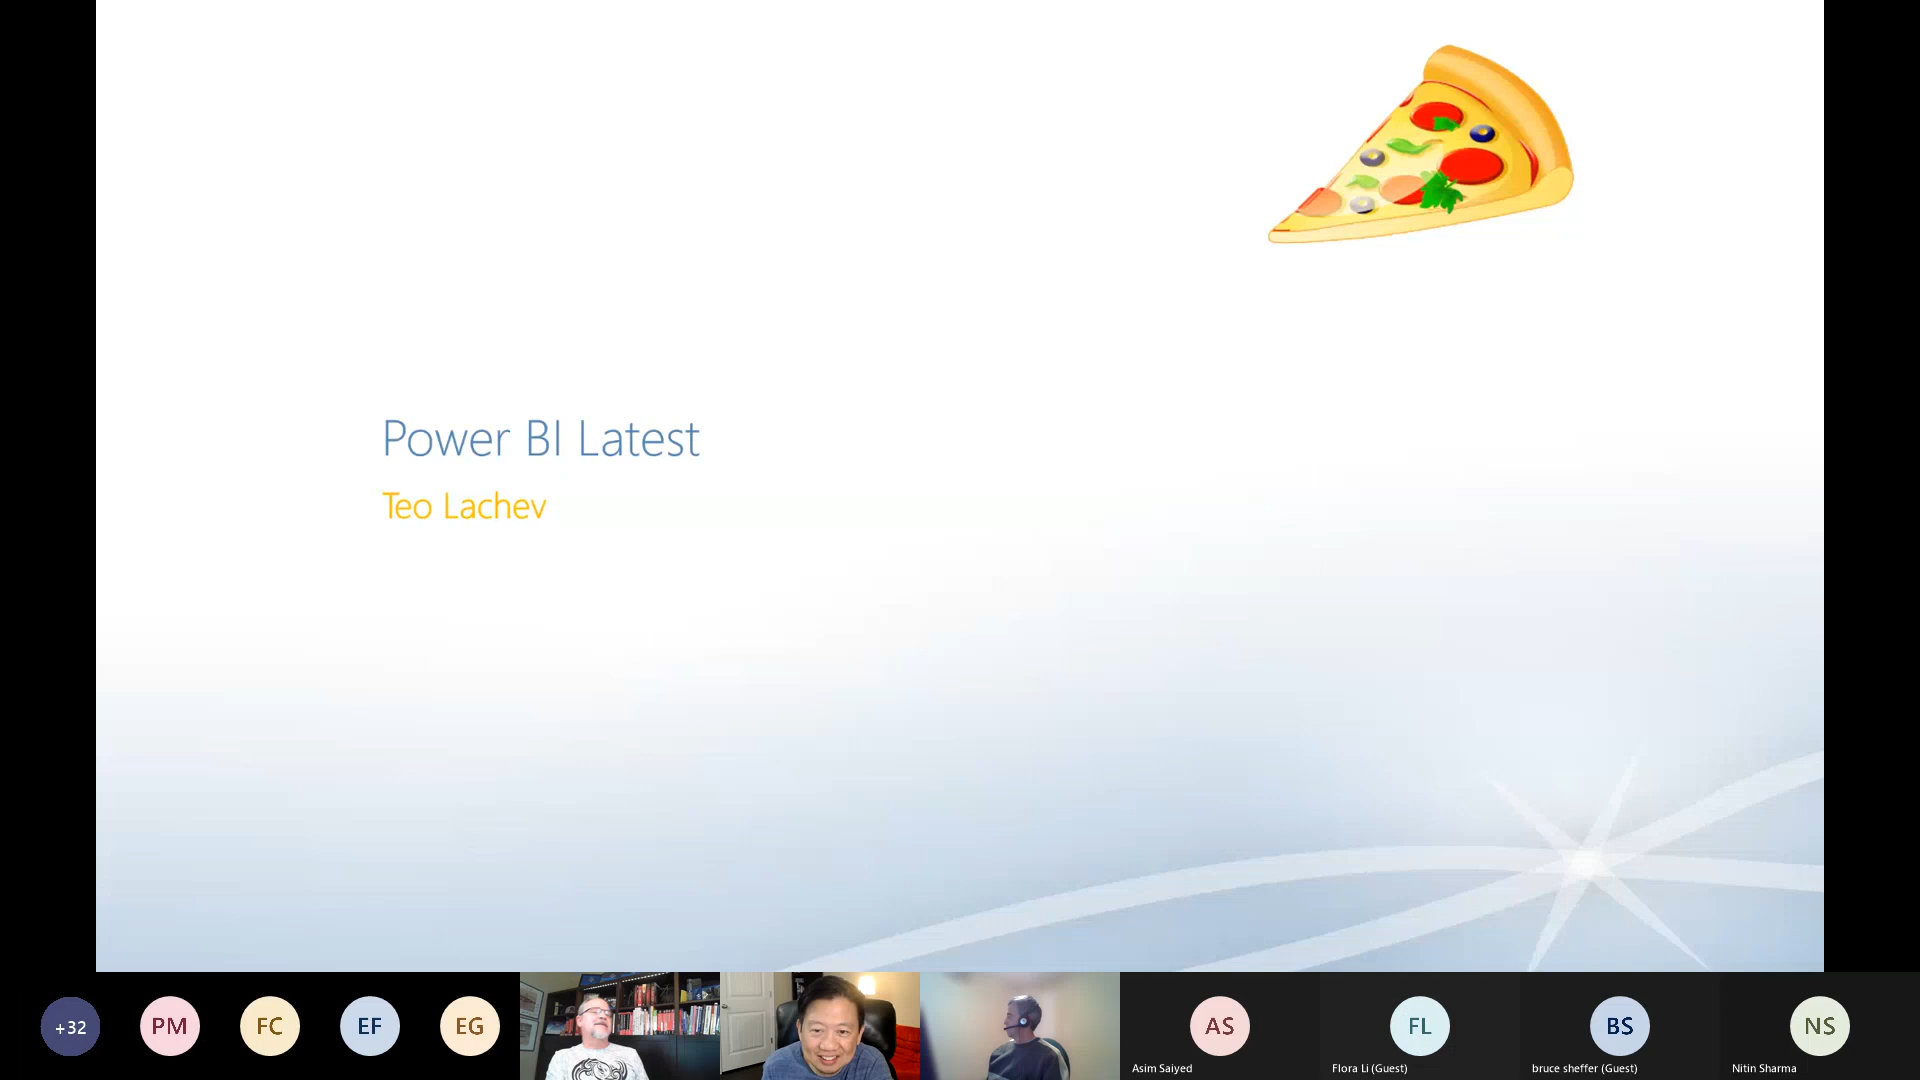 Power BI Latest
Teo Lachev
+32
PM
FC
EF
EG
AS
Asim Saiyed
FL
Flora Li (Guest)
BS
bruce sheffer (Guest)
NS
Nitin Sharma